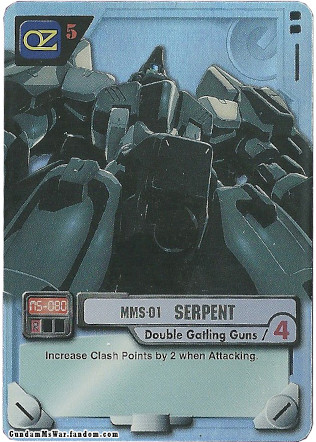 OZ 5
MS-080
MMS-01 SERPENT
Double Gatling Guns / 4
Increase Clash Points by 2 when Attacking.
GundamMsWar.fandom.com